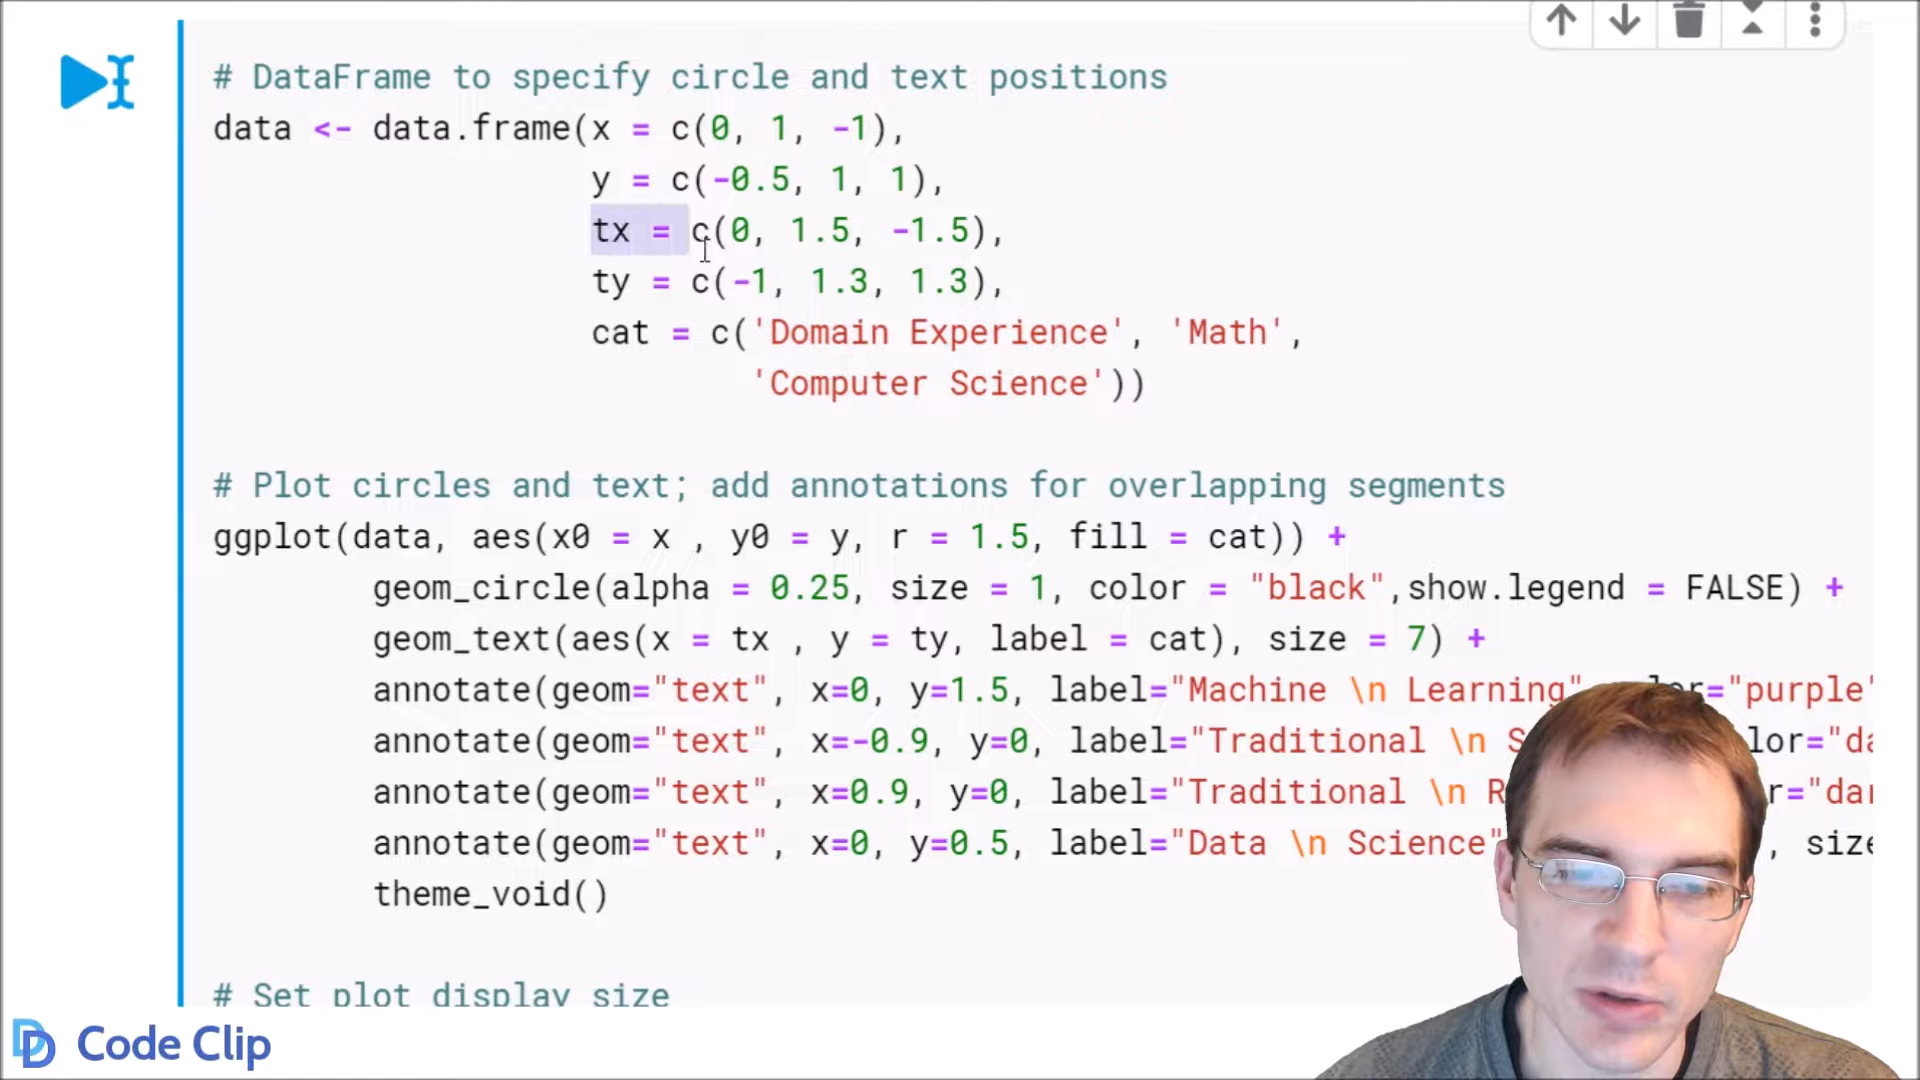 # DataFrame to specify circle and text positions
data <- data.frame(x = c(0, 1, -1),
y = c(-0.5, 1, 1),
tx = c(0, 1.5, -1.5),
ty = c(-1, 1.3, 1.3),
cat = c('Domain Experience', 'Math',
'Computer Science'))
# Plot circles and text; add annotations for overlapping segments
ggplot(data, aes(x0 = x , y0 = y, r = 1.5, fill = cat)) +
geom_circle(alpha = 0.25, size = 1, color = "black",show.legend = FALSE) +
geom_text(aes(x = tx , y = ty, label = cat), size = 7) +
annotate(geom="text", x=0, y=1.5, label="Machine \n Learning" ="purple"
annotate(geom="text", x=-0.9, y=0, label="Traditional \n
annotate(geom="text", x=0.9, y=0, label="Traditional \n
annotate(geom="text", x=0, y=0.5, label="Data \n Science" , size
theme_void()
# Set plot display size
Code Clip